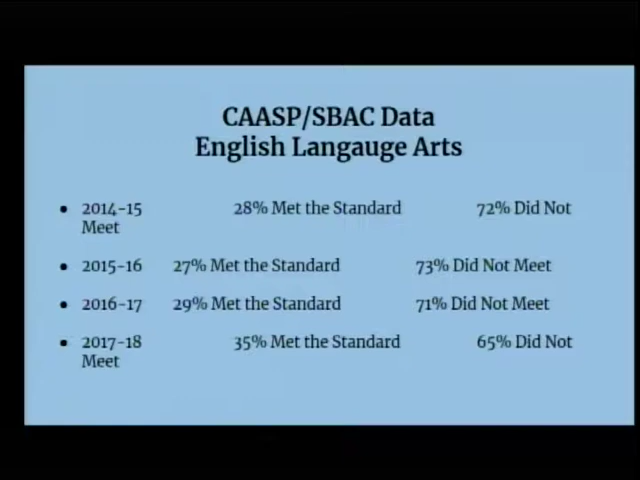 CAASP/SBAC Data
English Langauge Arts
• 2014-15 28% Met the Standard 72% Did Not
Meet
• 2015-16 27% Met the Standard 73% Did Not Meet
• 2016-17 29% Met the Standard 71% Did Not Meet
• 2017-18 35% Met the Standard 65% Did Not
Meet